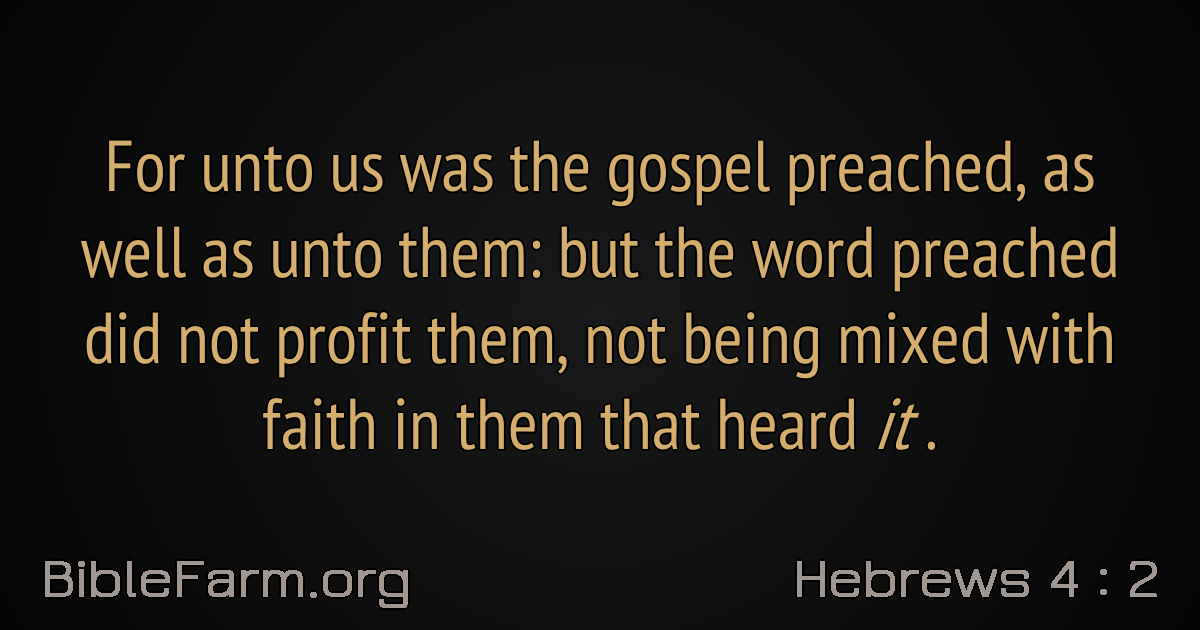 For unto us was the gospel preached, as
well as unto them: but the word preached
did not profit them, not being mixed with
faith in them that heard it .
BibleFarm.org
Hebrews 4 : 2